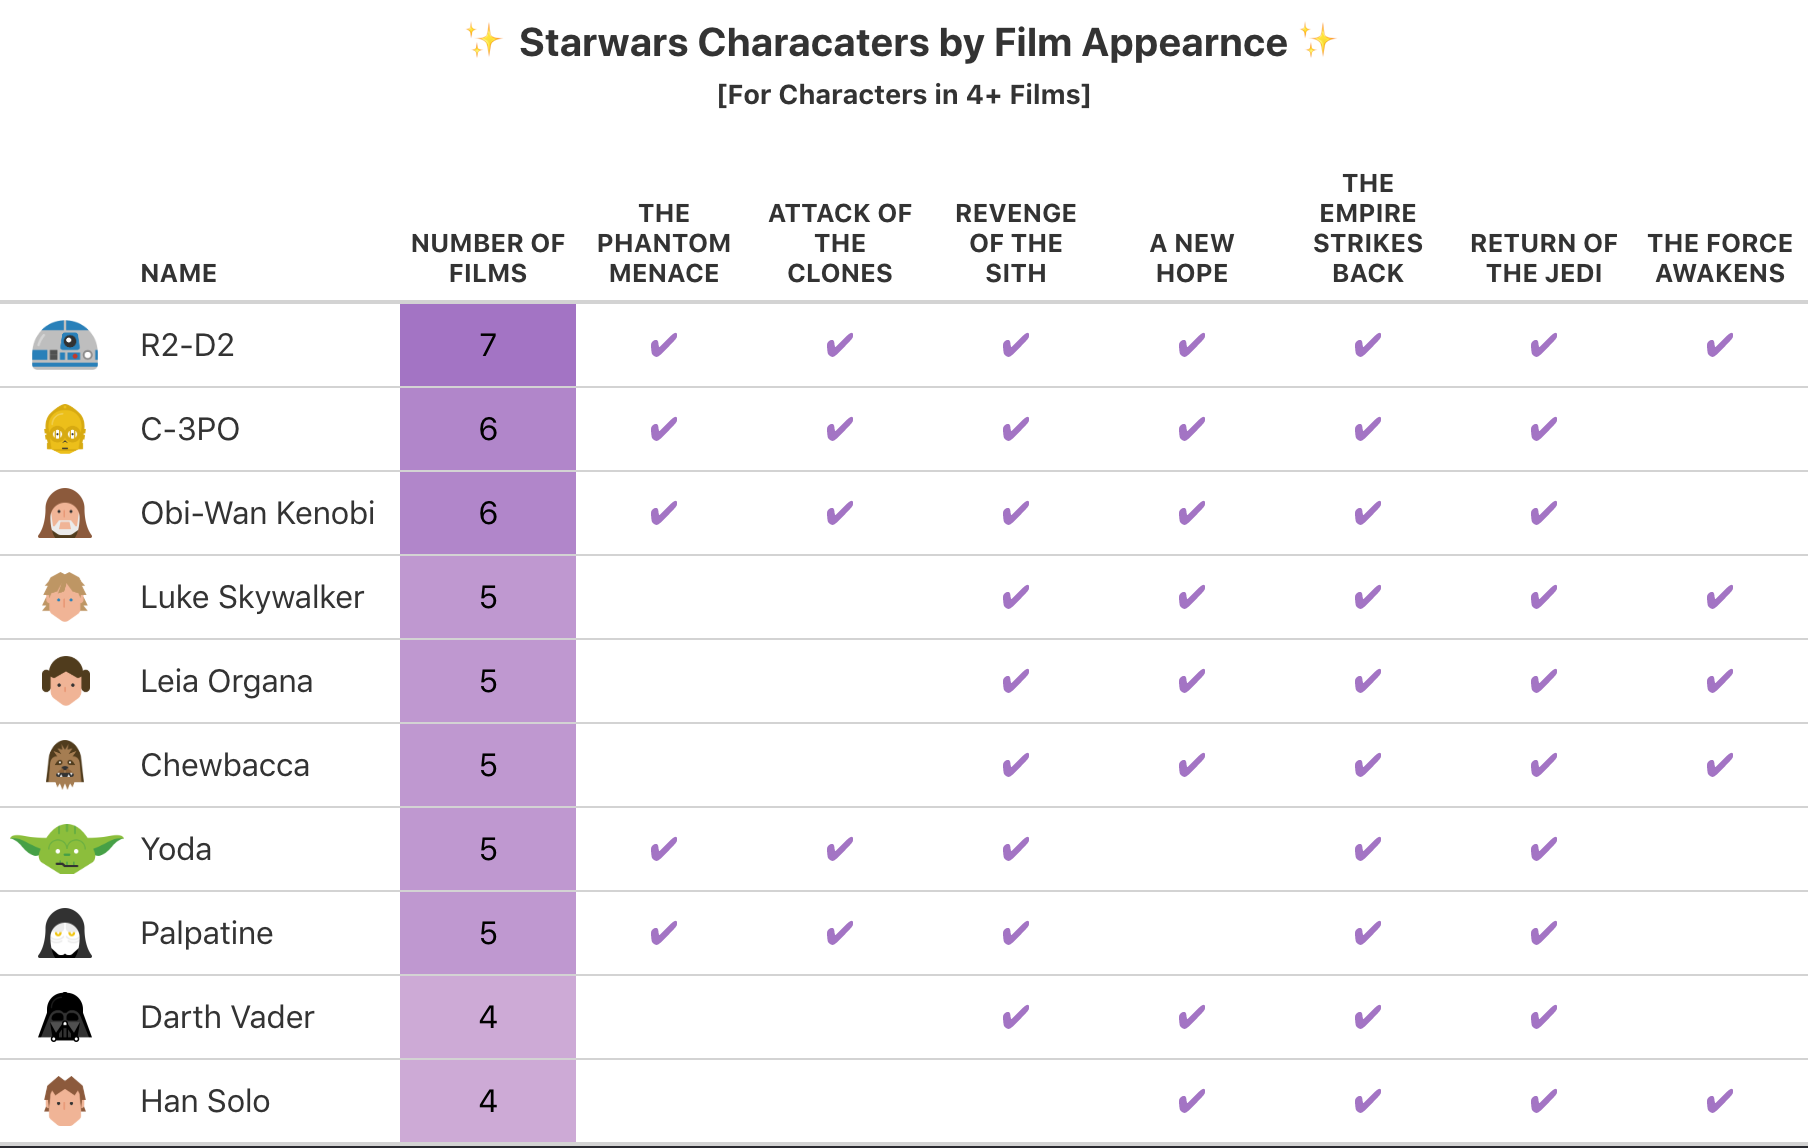 ✨ Starwars Characaters by Film Appearnce ✨
[For Characters in 4+ Films]
NAME
NUMBER OF
FILMS
THE
PHANTOM
MENACE
ATTACK OF
THE
CLONES
REVENGE
OF THE
SITH
A NEW
HOPE
THE
EMPIRE
STRIKES
BACK
RETURN OF
THE JEDI
THE FORCE
AWAKENS
R2-D2 7 ✔ ✔ ✔ ✔ ✔ ✔ ✔
C-3PO 6 ✔ ✔ ✔ ✔ ✔ ✔
Obi-Wan Kenobi 6 ✔ ✔ ✔ ✔ ✔ ✔
Luke Skywalker 5 ✔ ✔ ✔ ✔ ✔
Leia Organa 5 ✔ ✔ ✔ ✔ ✔
Chewbacca 5 ✔ ✔ ✔ ✔ ✔
Yoda 5 ✔ ✔ ✔ ✔ ✔
Palpatine 5 ✔ ✔ ✔ ✔ ✔
Darth Vader 4 ✔ ✔ ✔ ✔
Han Solo 4 ✔ ✔ ✔ ✔